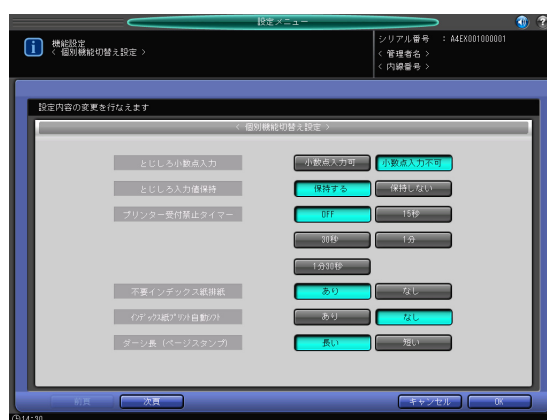 設定メニュー
機能設定
< 個別機能切替え設定 >
シリアル番号 : A4EX001000001
< 管理者名 >
< 内線番号 >
設定内容の変更を行なえます
< 個別機能切替え設定 >
とじしろ小数点入力 小数点入力可 小数点入力不可
とじしろ入力値保持 保持する 保持しない
プリンター受付禁止タイマー OFF 15秒
30秒 1分
1分30秒
不要インデックス紙排紙 あり なし
インデックス紙プリント自動ソフト あり なし
ダーシ長 (ページスタンプ) 長い 短い
前頁 次頁 キャンセル OK
14:30